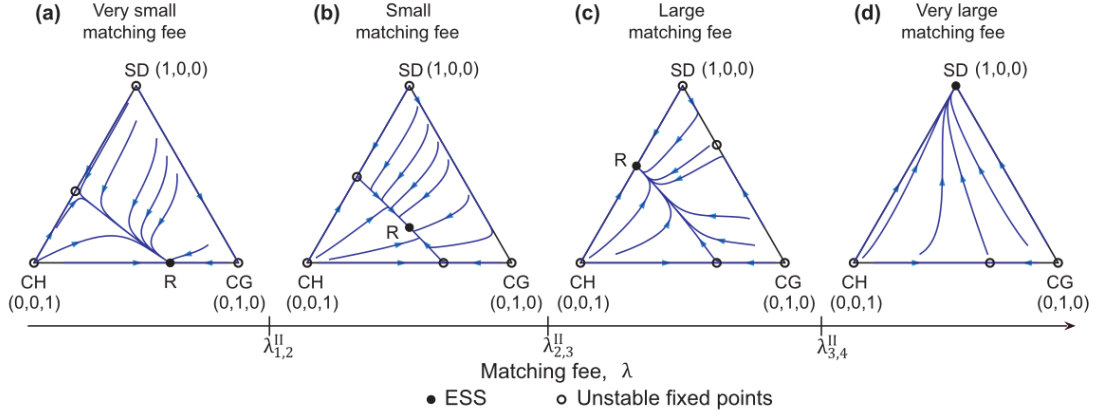 (a) Very small
matching fee
SD (1,0,0)
CH
(0,0,1)
R
CG
(0,1,0)
(b) Small
matching fee
SD (1,0,0)
R
CH
(0,0,1)
CG
(0,1,0)
(c) Large
matching fee
SD (1,0,0)
R
CH
(0,0,1)
CG
(0,1,0)
(d) Very large
matching fee
SD (1,0,0)
CH
(0,0,1)
CG
(0,1,0)
λ^II_1,2
λ^II_2,3
λ^II_3,4
Matching fee, λ
● ESS ○ Unstable fixed points